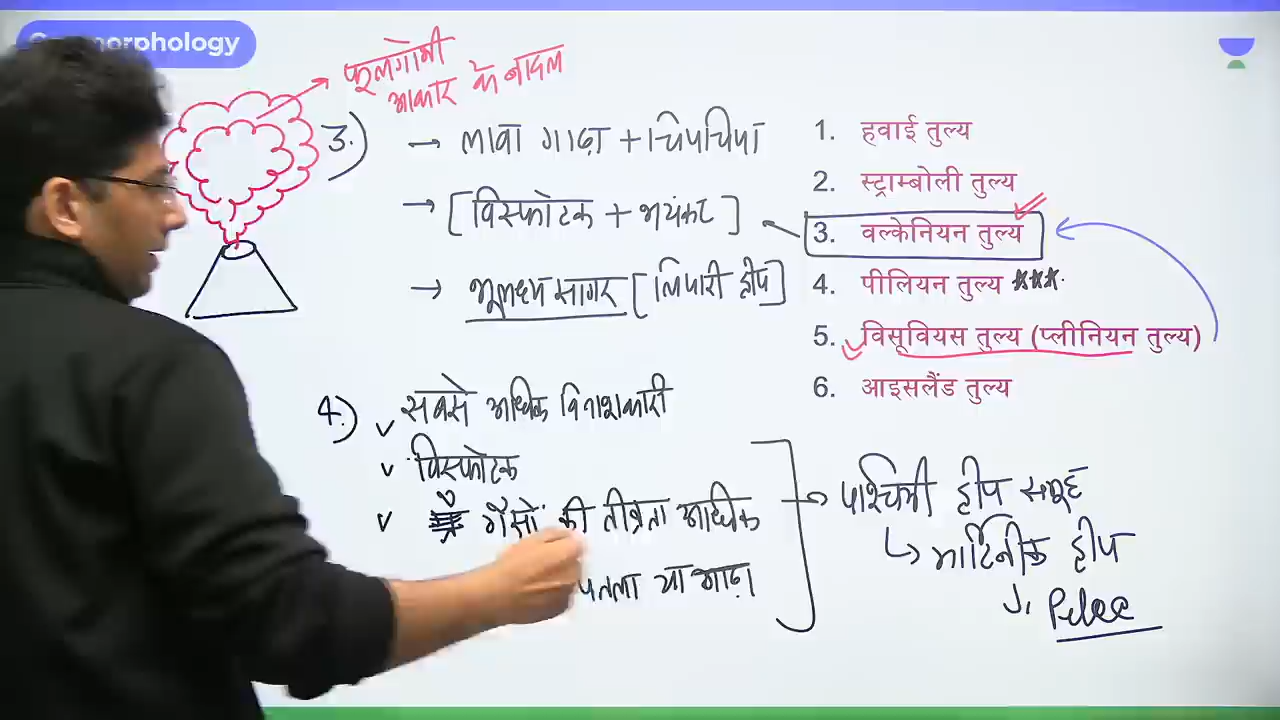 morphology
फूलगोभी
आकार के बादल
3.) → लावा गाढ़ा + चिपचिपा
→ [विस्फोटक + भयंकर]
→ भूमध्य सागर [लिपारी द्वीप]
1. हवाई तुल्य
2. स्ट्राम्बोली तुल्य
3. वल्केनियन तुल्य
4. पीलियन तुल्य ***
5. विसूवियस तुल्य (प्लीनियन तुल्य)
6. आइसलैंड तुल्य
4.) सबसे अधिक विनाशकारी
विस्फोटक
गैसों की तीव्रता अधिक
पतला या गाढ़ा
पश्चिमी द्वीप समूह
मार्टिनीक द्वीप
Pelee